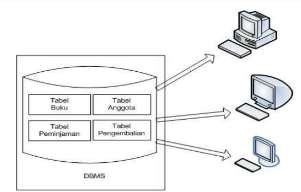 Tabel
Buku
Tabel
Anggota
Tabel
Peminjaman
Tabel
Pengembalian
DBMS